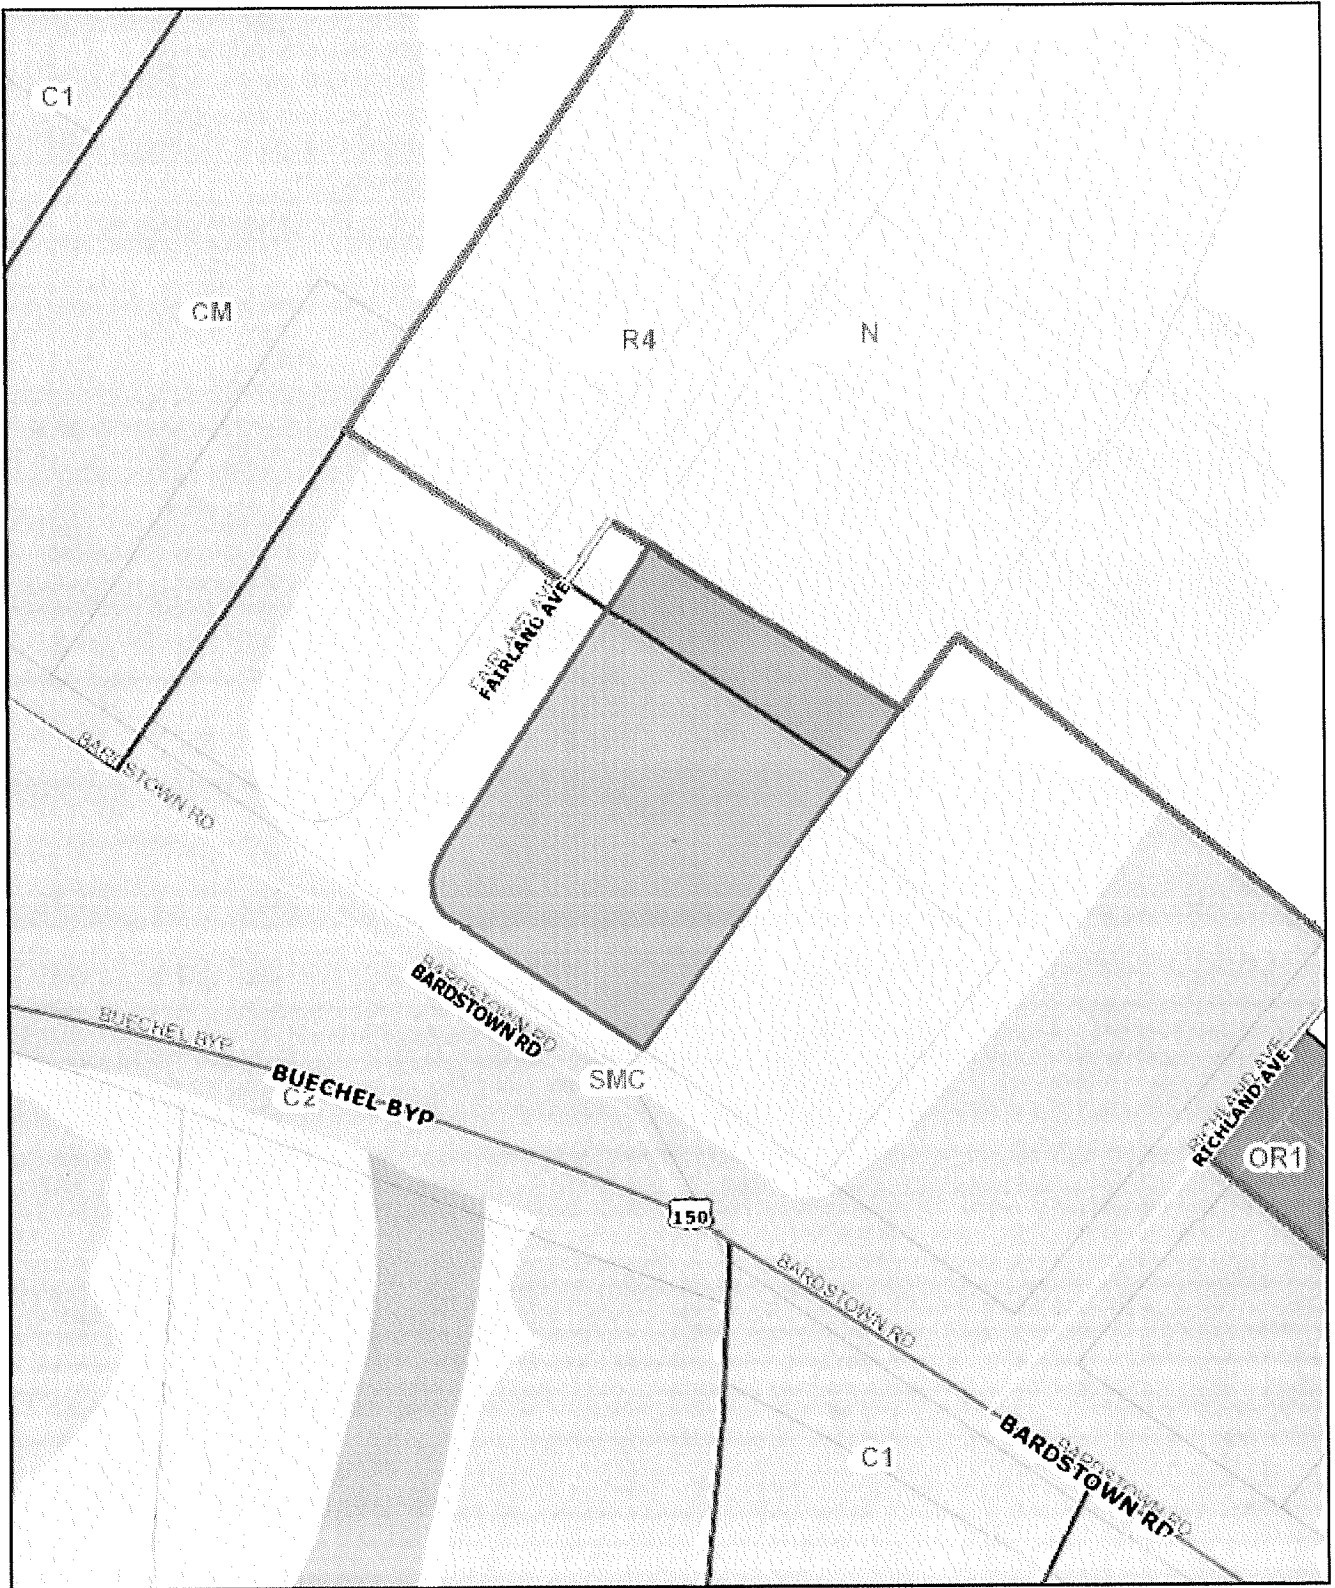 C1
CM
R4
N
FAIRLAND AVE
FAIRLAND AVE
BARDSTOWN RD
BARDSTOWN RD
BARDSTOWN RD
BUECHEL BYP
BUECHEL BYP
C2
SMC
RICHLAND AVE
RICHLAND AVE
OR1
150
BARDSTOWN RD
C1
BARDSTOWN RD
BARDSTOWN RD